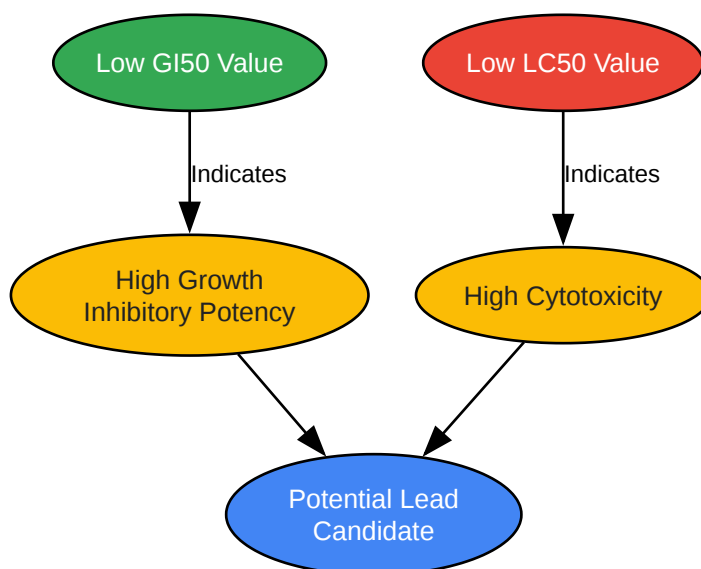 Low GI50 Value
Low LC50 Value
Indicates
Indicates
High Growth
Inhibitory Potency
High Cytotoxicity
Potential Lead
Candidate